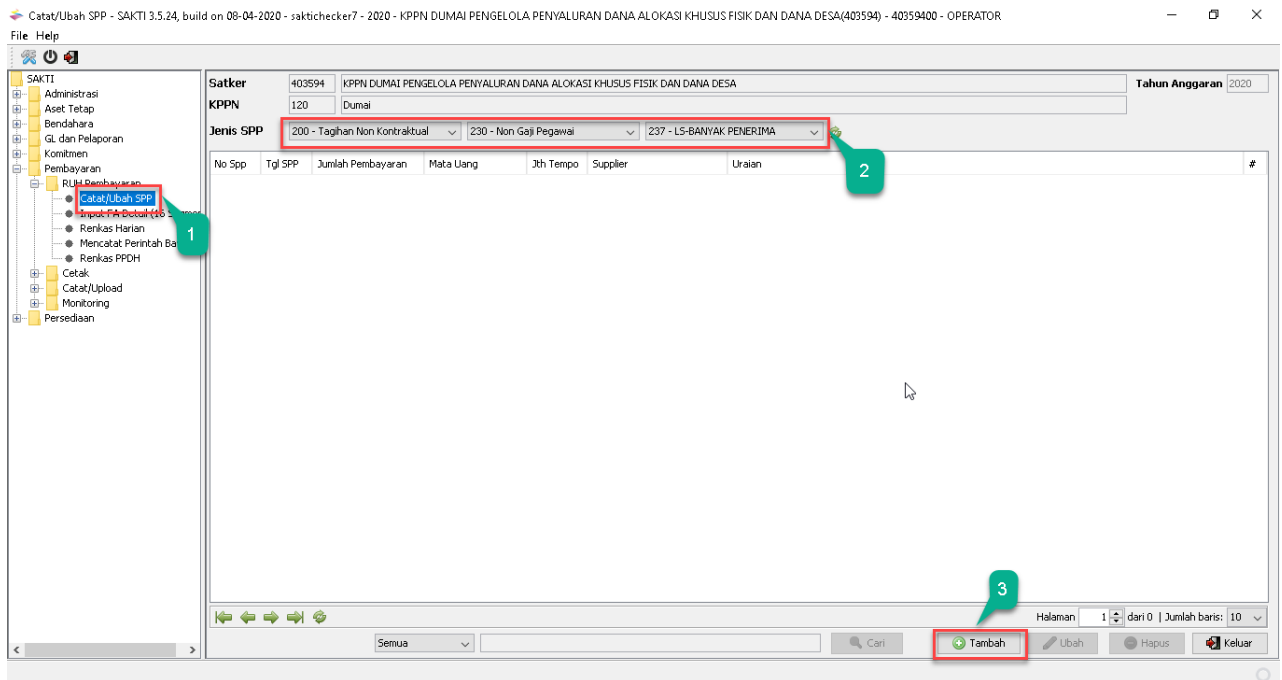 Catat/Ubah SPP - SAKTI 3.5.24, build on 08-04-2020 - saktichecker7 - 2020 - KPPN DUMAI PENGELOLA PENYALURAN DANA ALOKASI KHUSUS FISIK DAN DANA DESA(403594) - 40359400 - OPERATOR
File Help
SAKTI
Administrasi
Aset Tetap
Bendahara
GL dan Pelaporan
Komitmen
Pembayaran
RUH Pembayaran
Catat/Ubah SPP
Input FA Detail (16 Segmen
Renkas Harian
Mencatat Perintah Ba
Renkas PPDH
Cetak
Catat/Upload
Monitoring
Persediaan
1
Satker 403594 KPPN DUMAI PENGELOLA PENYALURAN DANA ALOKASI KHUSUS FISIK DAN DANA DESA Tahun Anggaran 2020
KPPN 120 Dumai
Jenis SPP 200 - Tagihan Non Kontraktual 230 - Non Gaji Pegawai 237 - LS-BANYAK PENERIMA
2
No Spp Tgl SPP Jumlah Pembayaran Mata Uang Jth Tempo Supplier Uraian #
3
Halaman 1 dari 0 | Jumlah baris: 10
Semua Cari Tambah Ubah Hapus Keluar